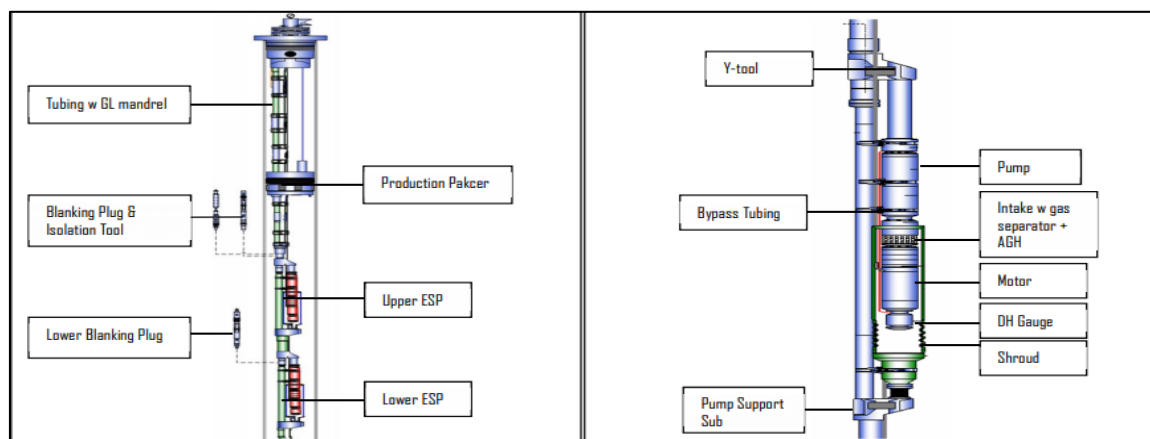 Tubing w GL mandrel
Production Pakcer
Blanking Plug &
Isolation Tool
Upper ESP
Lower Blanking Plug
Lower ESP
Y-tool
Pump
Bypass Tubing
Intake w gas
separator +
AGH
Motor
DH Gauge
Shroud
Pump Support
Sub